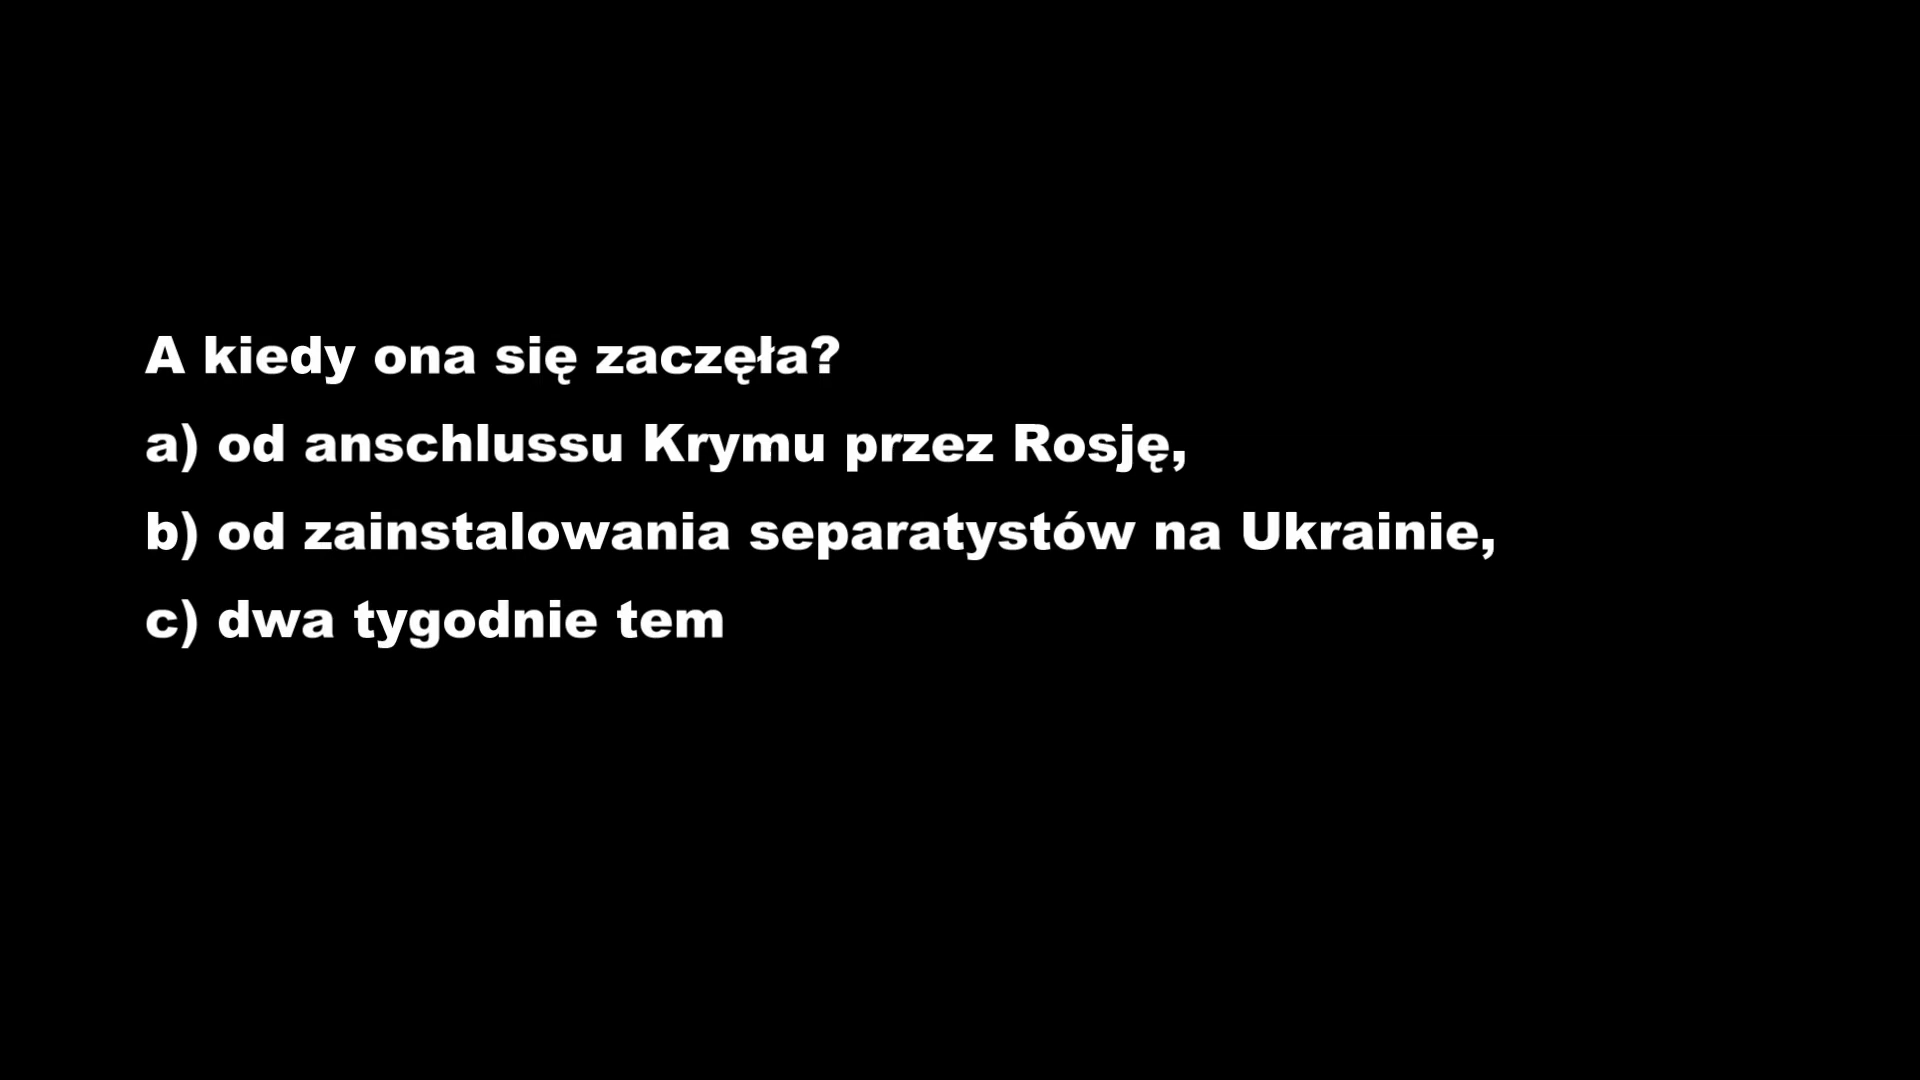 A kiedy ona się zaczęła?
a) od anschlussu Krymu przez Rosję,
b) od zainstalowania separatystów na Ukrainie,
c) dwa tygodnie tem